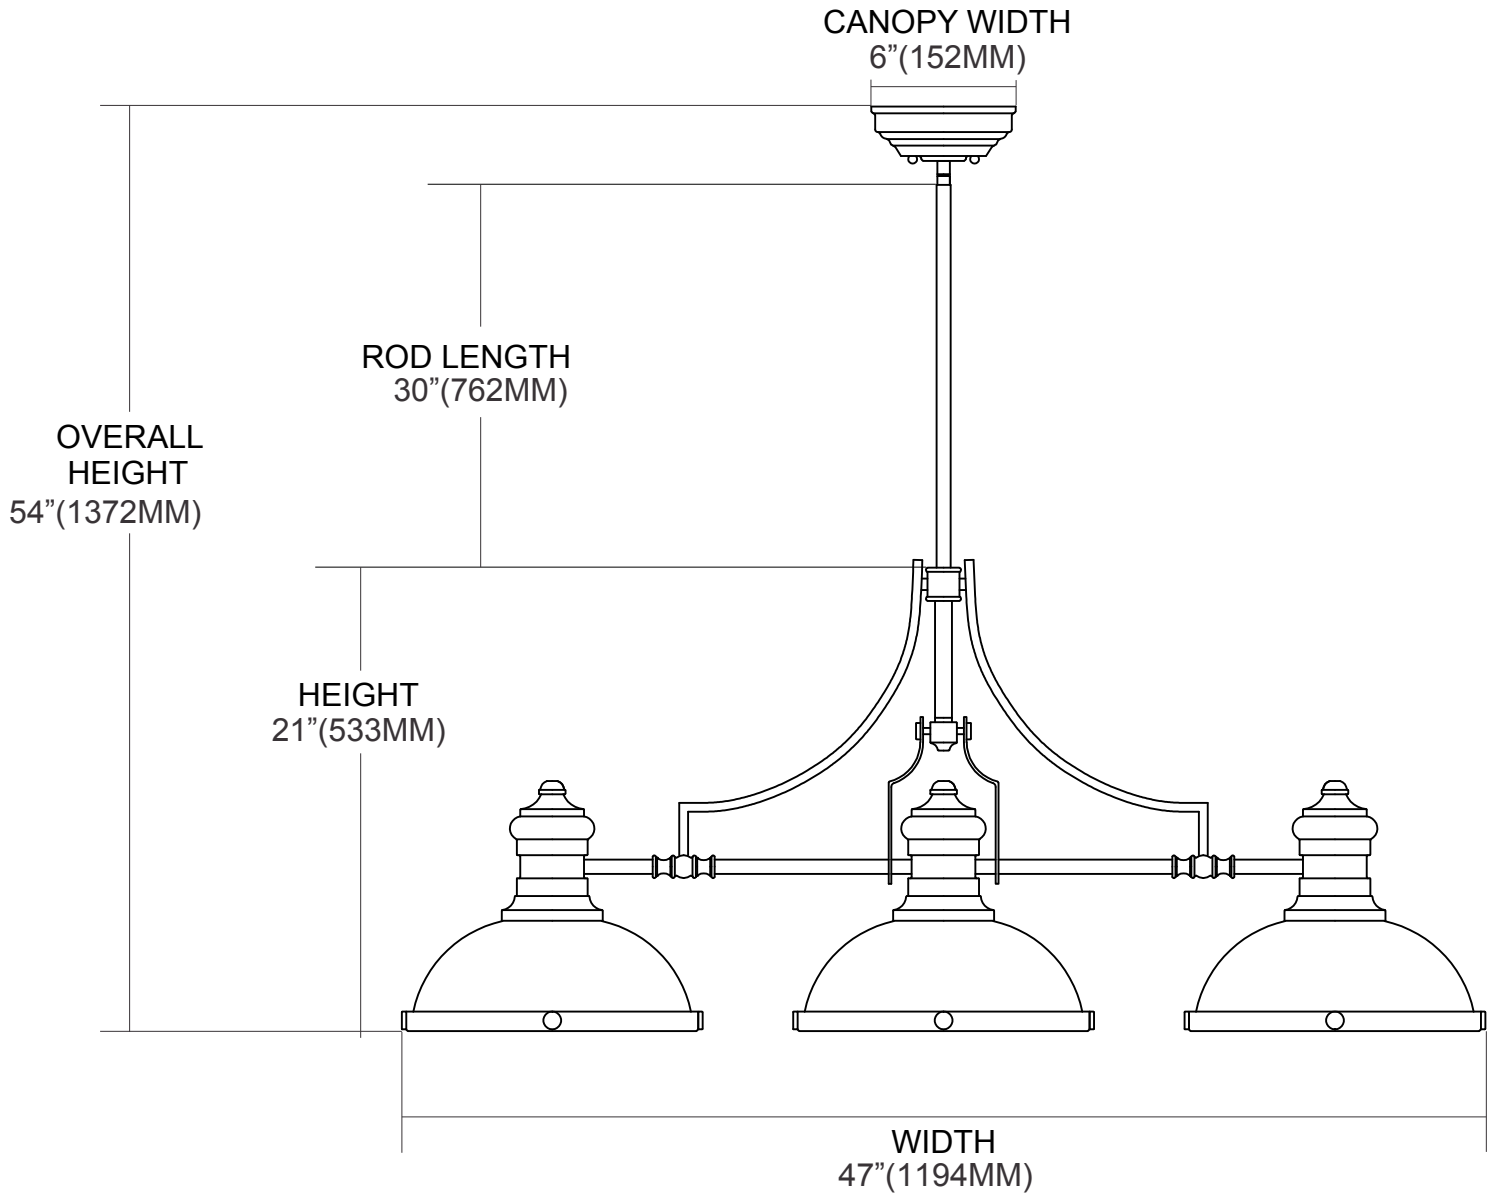 CANOPY WIDTH
6”(152MM)
ROD LENGTH
30”(762MM)
OVERALL
HEIGHT
54”(1372MM)
HEIGHT
21”(533MM)
WIDTH
47”(1194MM)